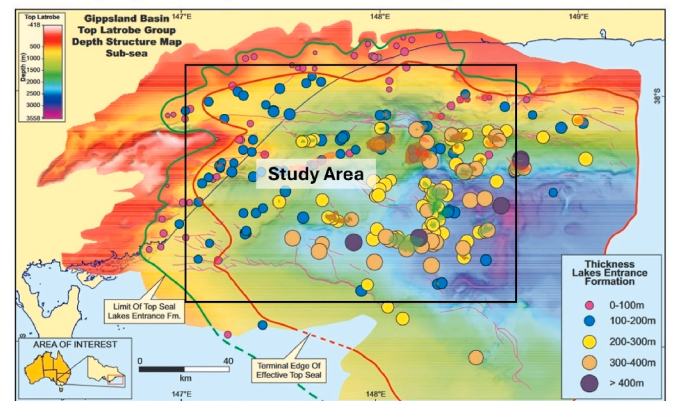 Top Latrobe
-418
500
1000
1500
2000
2500
3000
3558
Depth (m)
Gippsland Basin
Top Latrobe Group
Depth Structure Map
Sub-sea
147°E
148°E
149°E
38°S
Study Area
Limit Of Top Seal
Lakes Entrance Fm.
Terminal Edge Of
Effective Top Seal
AREA OF INTEREST
0
40
km
147°E
148°E
Thickness
Lakes Entrance
Formation
0-100m
100-200m
200-300m
300-400m
> 400m